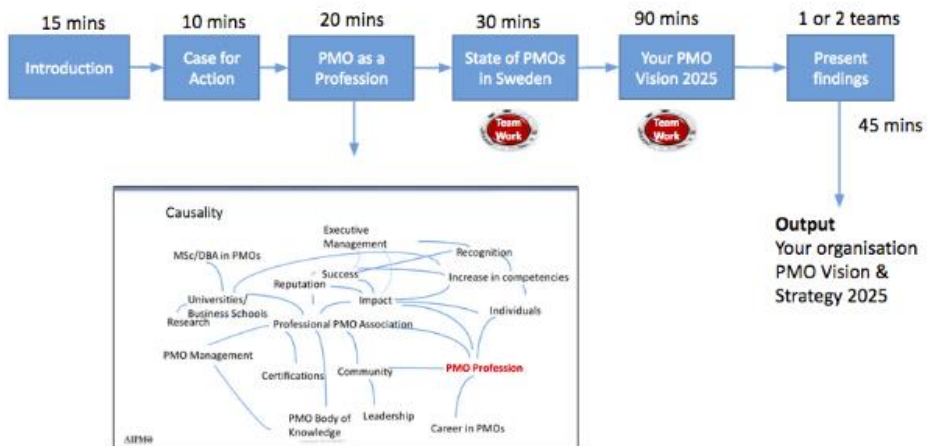 15 mins
10 mins
20 mins
30 mins
90 mins
1 or 2 teams
Introduction
Case for
Action
PMO as a
Profession
State of PMOs
in Sweden
Your PMO
Vision 2025
Present
findings
Team
Work
Team
Work
45 mins
Output
Your organisation
PMO Vision &
Strategy 2025
Causality
Executive
Management
Recognition
MSc/DBA in PMOs
Success
Increase in competencies
Reputation
Universities/
Business Schools
Impact
Individuals
Research
Professional PMO Association
PMO Management
Certifications
Community
PMO Profession
PMO Body of
Knowledge
Leadership
Career in PMOs
AIPMO